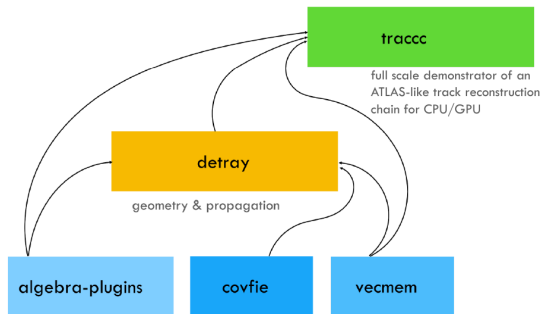 traccc
full scale demonstrator of an
ATLAS-like track reconstruction
chain for CPU/GPU
detray
geometry & propagation
algebra-plugins
covfie
vecmem